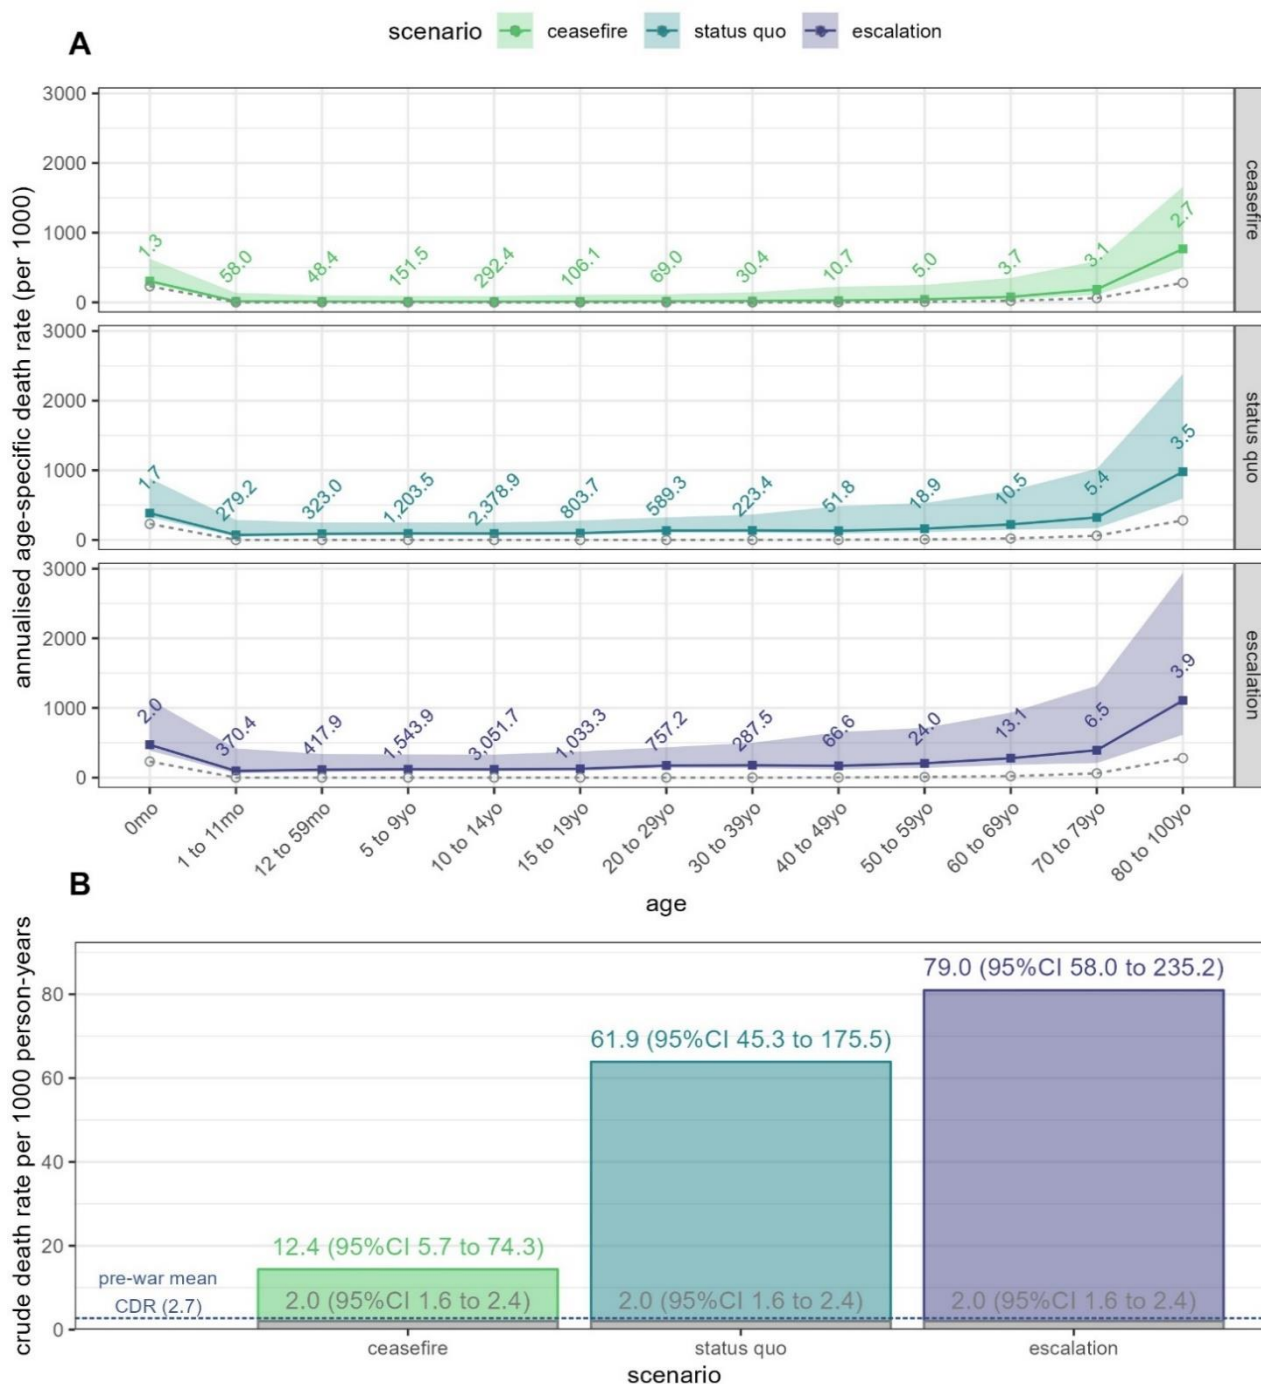 A
scenario ceasefire status quo escalation
annualised age-specific death rate (per 1000)
3000
2000
1000
0
1.3 58.0 48.4 151.5 292.4 106.1 69.0 30.4 10.7 5.0 3.7 3.1 2.7
ceasefire
3000
2000
1000
0
1.7 279.2 323.0 1,203.5 2,378.9 803.7 589.3 223.4 51.8 18.9 10.5 5.4 3.5
status quo
3000
2000
1000
0
2.0 370.4 417.9 1,543.9 3,051.7 1,033.3 757.2 287.5 66.6 24.0 13.1 6.5 3.9
escalation
0mo 1 to 11mo 12 to 59mo 5 to 9yo 10 to 14yo 15 to 19yo 20 to 29yo 30 to 39yo 40 to 49yo 50 to 59yo 60 to 69yo 70 to 79yo 80 to 100yo
age
B
crude death rate per 1000 person-years
80
60
40
20
0
79.0 (95%CI 58.0 to 235.2)
61.9 (95%CI 45.3 to 175.5)
12.4 (95%CI 5.7 to 74.3)
pre-war mean
CDR (2.7)
2.0 (95%CI 1.6 to 2.4) 2.0 (95%CI 1.6 to 2.4) 2.0 (95%CI 1.6 to 2.4)
ceasefire status quo escalation
scenario